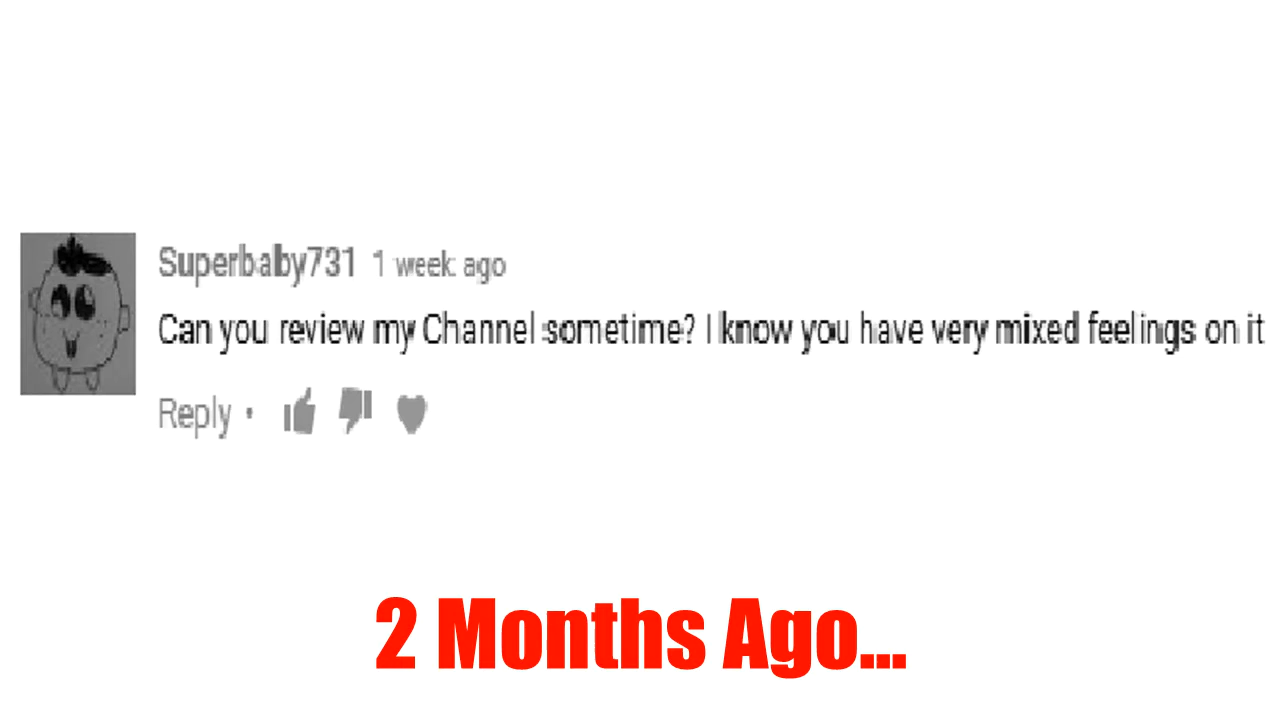 Superbaby731 1 week ago
Can you review my Channel sometime? I know you have very mixed feelings on it
Reply •
2 Months Ago...